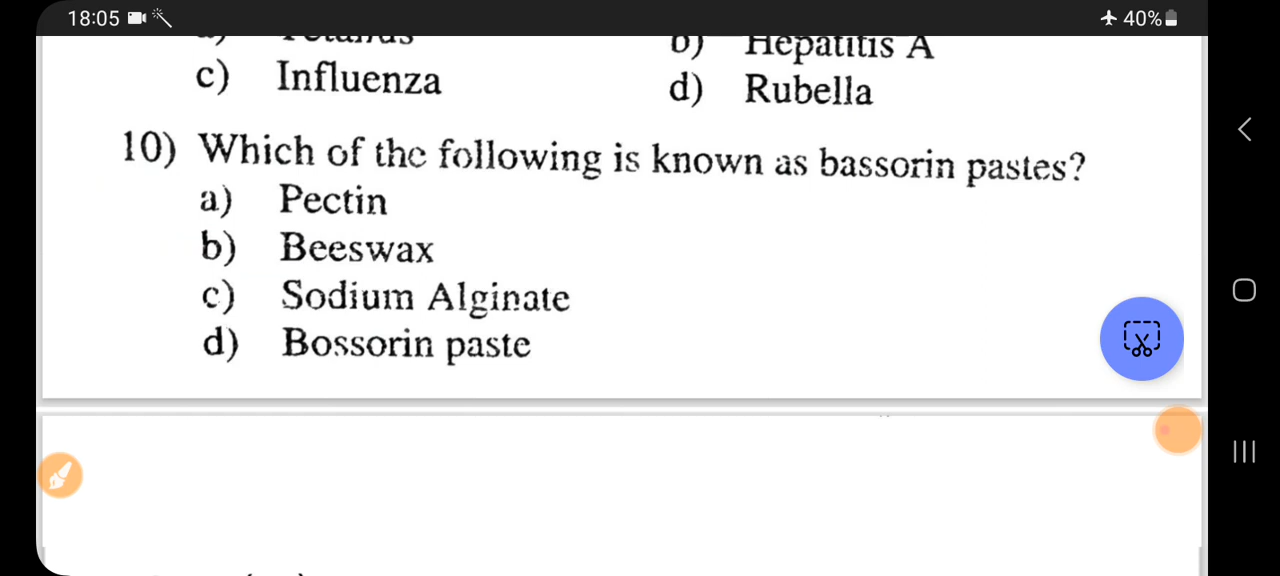 18:05 40%
b) Hepatitis A
c) Influenza
d) Rubella
10) Which of the following is known as bassorin pastes?
a) Pectin
b) Beeswax
c) Sodium Alginate
d) Bossorin paste